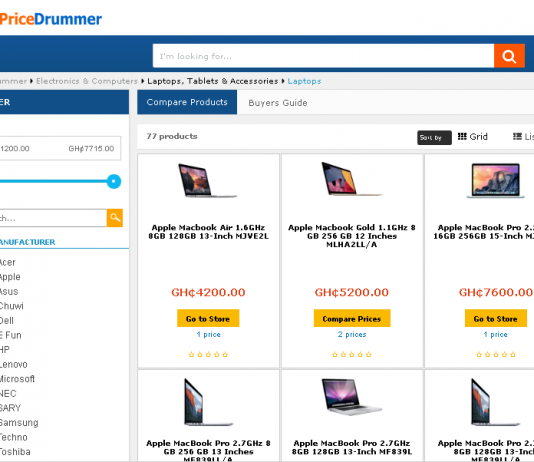 PriceDrummer
I'm looking for...
ummer Electronics & Computers Laptops, Tablets & Accessories Laptops
ER
Compare Products Buyers Guide
1200.00 GH¢7715.00
77 products Sort by Grid Lis
ch...
ANUFACTURER
Acer
Apple
Asus
Chuwi
Dell
E Fun
HP
Lenovo
Microsoft
NEC
SARY
Samsung
Techno
Toshiba
Apple Macbook Air 1.6GHz
8GB 128GB 13-Inch MJVE2L
GH¢4200.00
Go to Store
1 price
Apple Macbook Gold 1.1GHz 8
GB 256 GB 12 Inches
MLHA2LL/A
GH¢5200.00
Compare Prices
2 prices
Apple MacBook Pro 2.
16GB 256GB 15-Inch MJ
GH¢7600.00
Go to Store
1 price
Apple MacBook Pro 2.7GHz 8
GB 256 GB 13 Inches
MF839LL/A
Apple MacBook Pro 2.7GHz
8GB 128GB 13-Inch MF839L
Apple MacBook Pro 2.
8GB 128GB 13-Inch
MF839LL/A